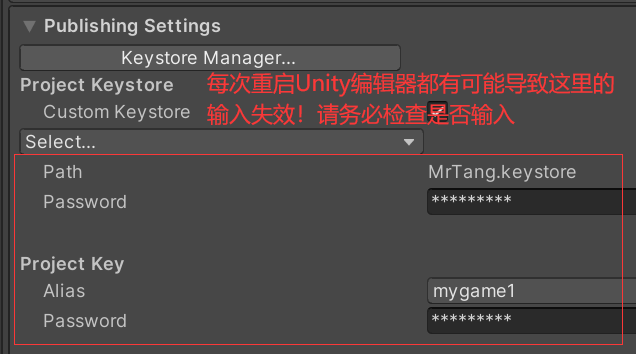 Publishing Settings
Keystore Manager...
Project Keystore
每次重启Unity编辑器都有可能导致这里的
输入失效！请务必检查是否输入
Custom Keystore
Select...
Path MrTang.keystore
Password *********
Project Key
Alias mygame1
Password *********